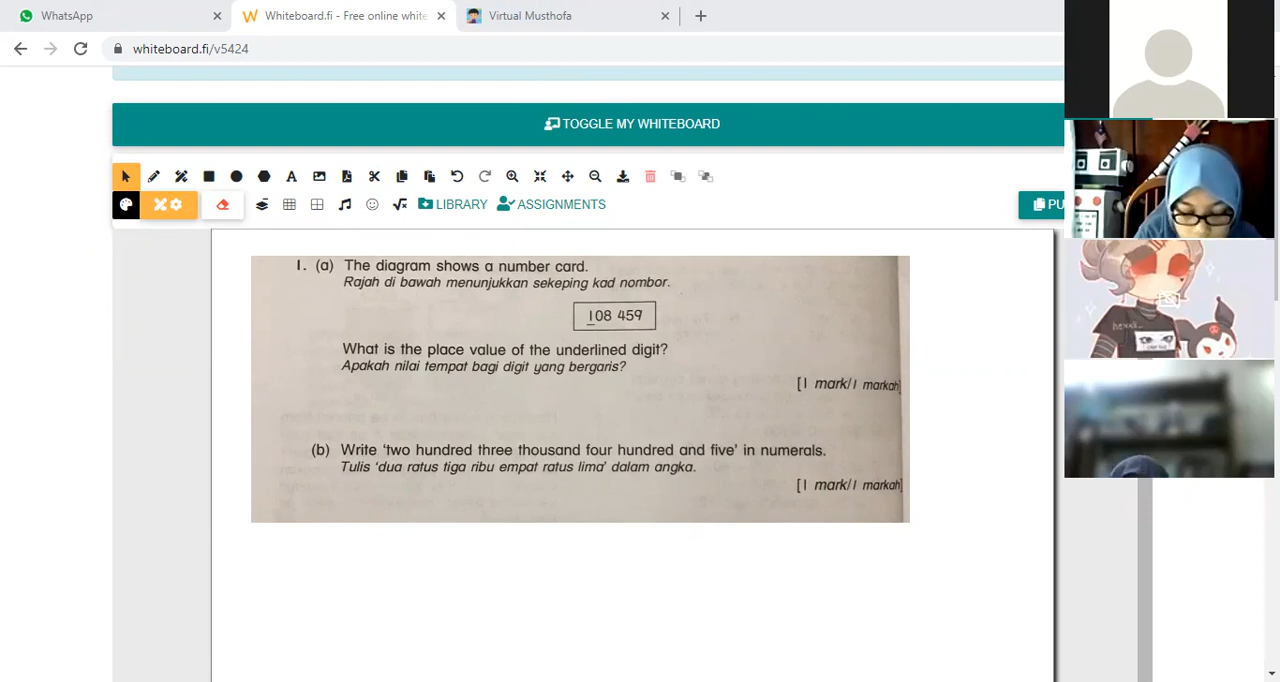 WhatsApp
Whiteboard.fi - Free online white
Virtual Musthofa
whiteboard.fi/v5424
TOGGLE MY WHITEBOARD
LIBRARY ASSIGNMENTS
PU
1. (a) The diagram shows a number card.
Rajah di bawah menunjukkan sekeping kad nombor.
108 459
What is the place value of the underlined digit?
Apakah nilai tempat bagi digit yang bergaris?
[1 mark/1 markah]
(b) Write 'two hundred three thousand four hundred and five' in numerals.
Tulis 'dua ratus tiga ribu empat ratus lima' dalam angka.
[1 mark/1 markah]